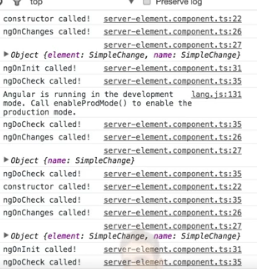 top Preserve log
constructor called! server-element.component.ts:22
ngOnChanges called! server-element.component.ts:26
server-element.component.ts:27
Object {element: SimpleChange, name: SimpleChange}
ngOnInit called! server-element.component.ts:31
ngDoCheck called! server-element.component.ts:35
Angular is running in the development lang.js:131
mode. Call enableProdMode() to enable the
production mode.
ngDoCheck called! server-element.component.ts:35
ngOnChanges called! server-element.component.ts:26
server-element.component.ts:27
Object {name: SimpleChange}
ngDoCheck called! server-element.component.ts:35
constructor called! server-element.component.ts:22
ngDoCheck called! server-element.component.ts:35
ngOnChanges called! server-element.component.ts:26
server-element.component.ts:27
Object {element: SimpleChange, name: SimpleChange}
ngOnInit called! server-element.component.ts:31
ngDoCheck called! server-element.component.ts:35